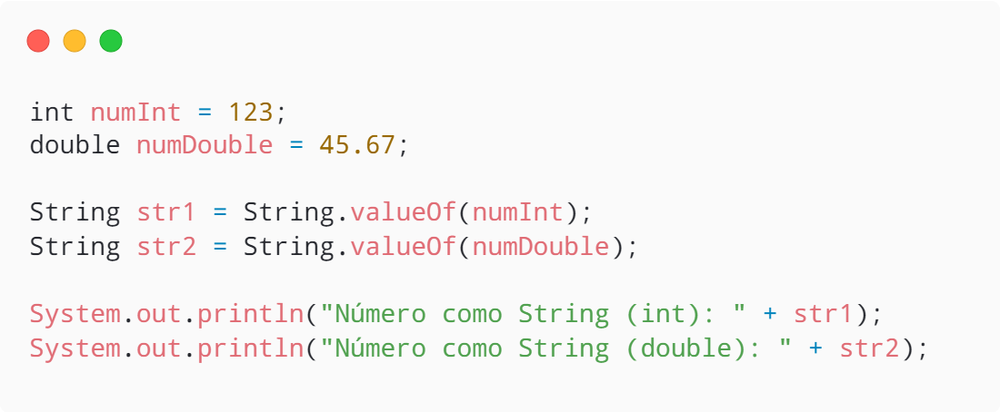 int numInt = 123;
double numDouble = 45.67;
String str1 = String.valueOf(numInt);
String str2 = String.valueOf(numDouble);
System.out.println("Número como String (int): " + str1);
System.out.println("Número como String (double): " + str2);